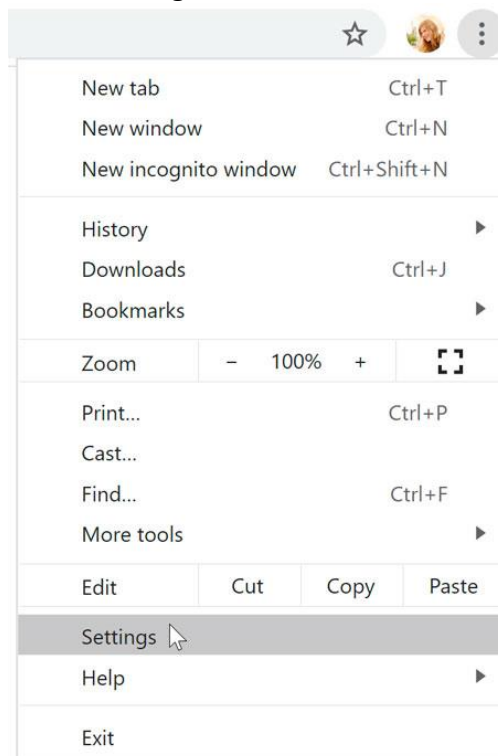 New tab Ctrl+T
New window Ctrl+N
New incognito window Ctrl+Shift+N
History
Downloads Ctrl+J
Bookmarks
Zoom − 100% +
Print... Ctrl+P
Cast...
Find... Ctrl+F
More tools
Edit Cut Copy Paste
Settings
Help
Exit